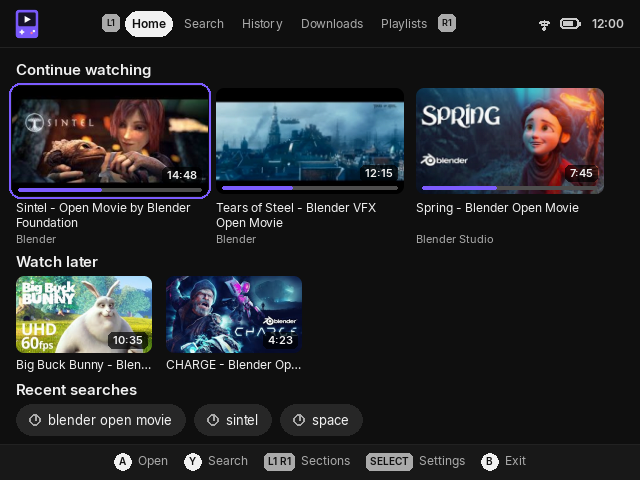 L1 Home Search History Downloads Playlists R1 12:00
Continue watching
SINTEL
14:48
12:15
SPRING
blender
7:45
Sintel - Open Movie by Blender
Foundation
Blender
Tears of Steel - Blender VFX
Open Movie
Blender
Spring - Blender Open Movie
Blender Studio
Watch later
Big Buck
BUNNY
UHD
60fps
10:35
blender
CHARGE
4:23
Big Buck Bunny - Blen...
CHARGE - Blender Op...
Recent searches
blender open movie
sintel
space
A Open Y Search L1 R1 Sections SELECT Settings B Exit